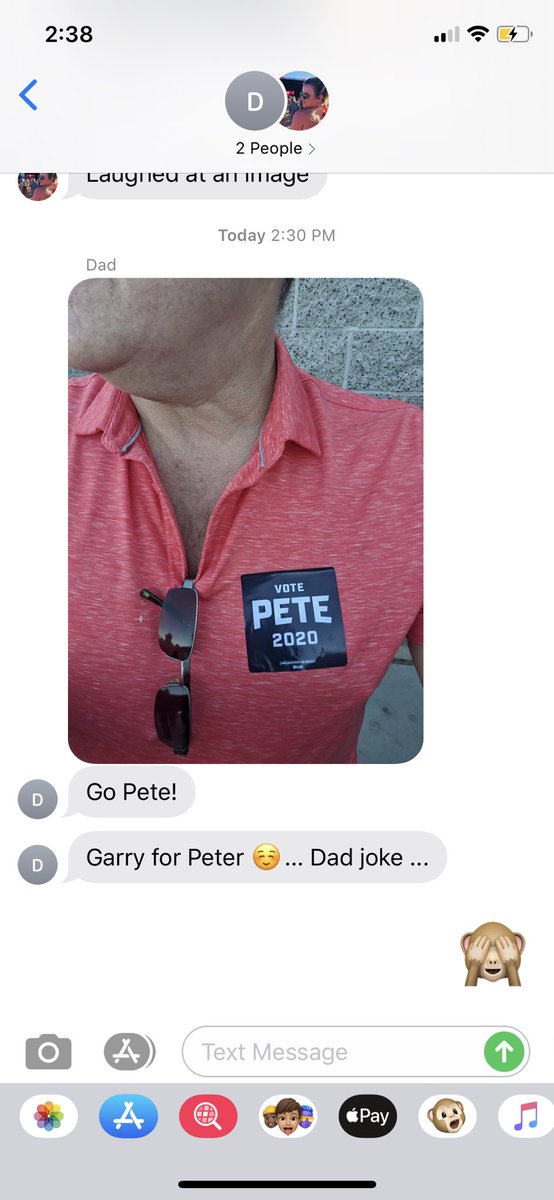 2:38
D
2 People >
Laughed at an image
Today 2:30 PM
Dad
VOTE
PETE
2020
D
Go Pete!
D
Garry for Peter ☺️... Dad joke ...
🙈
Text Message
Pay